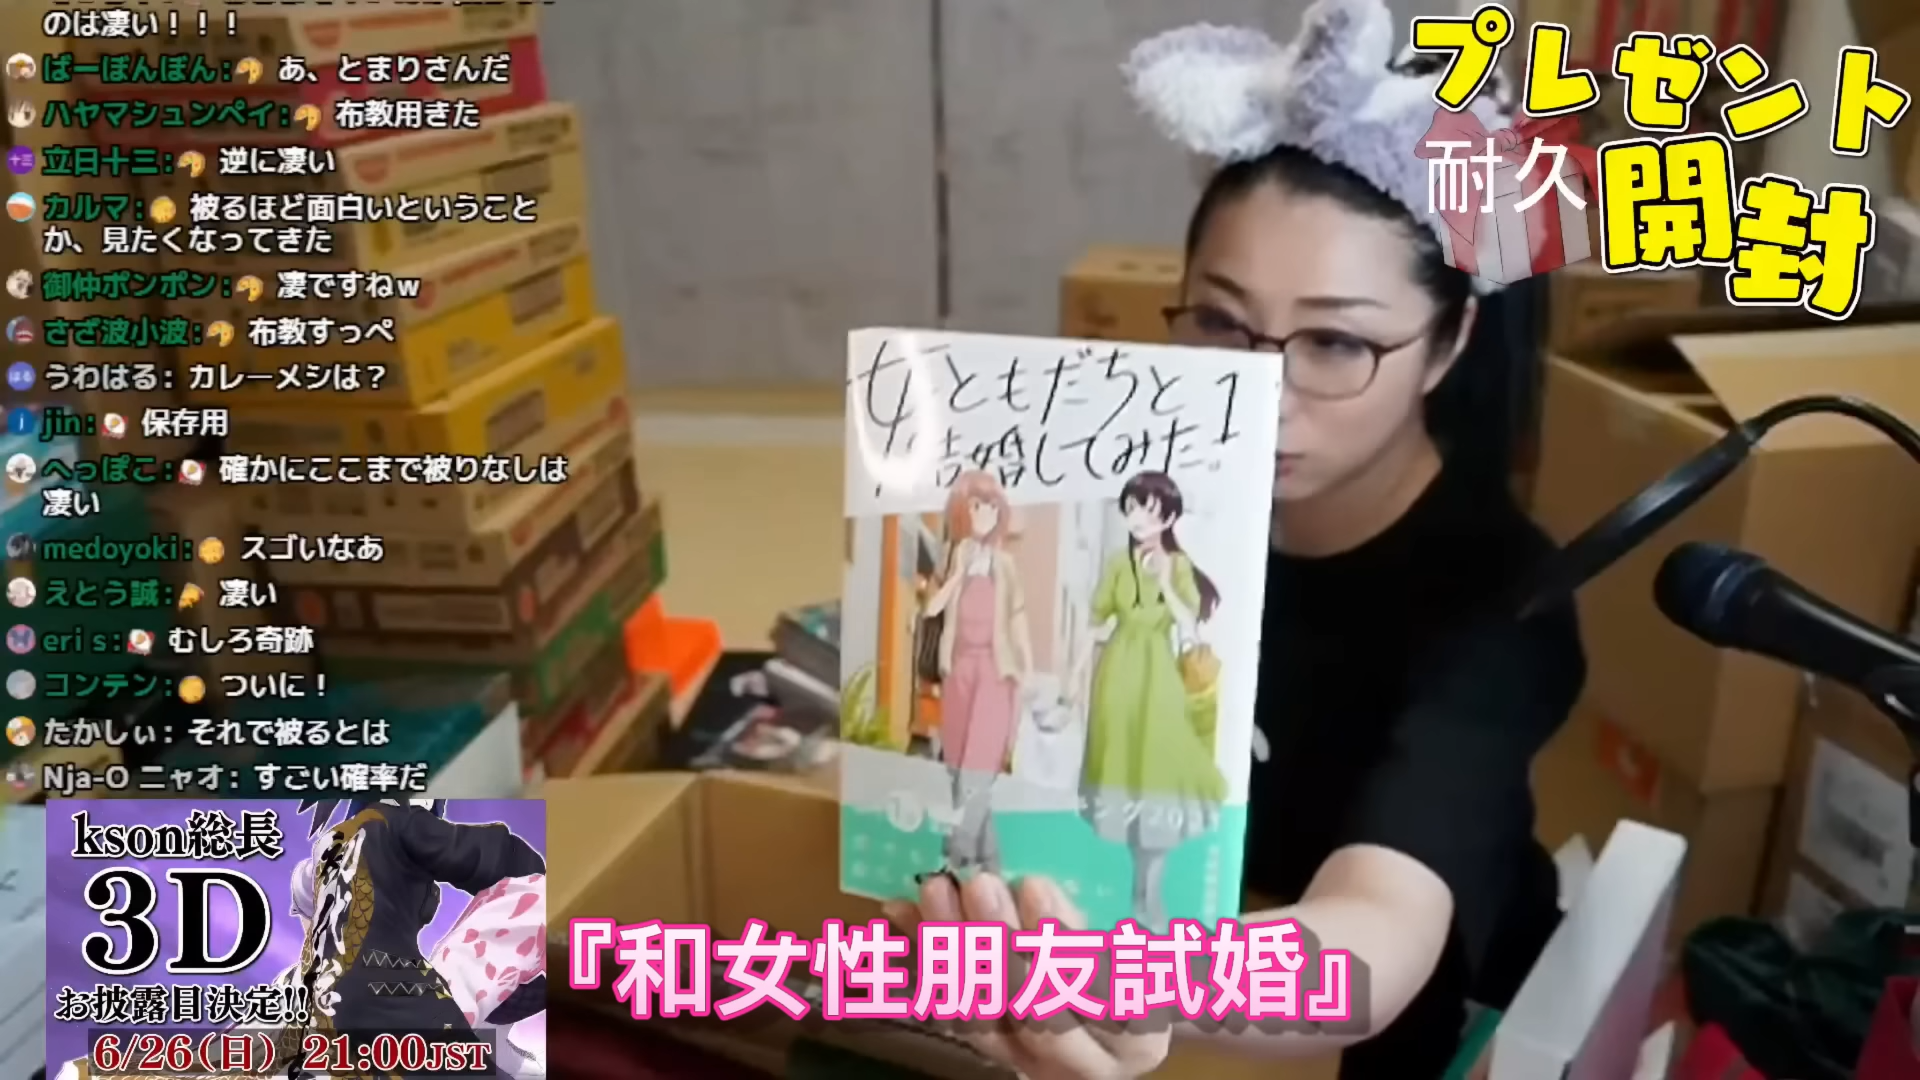 のは凄い！！！
ばーぼんぼん: あ、とまりさんだ
ハヤマシュンペイ: 布教用きた
立日十三: 逆に凄い
カルマ: 被るほど面白いということ
か、見たくなってきた
御仲ポンポン: 凄ですねw
さざ波小波: 布教すっぺ
うわはる: カレーメシは？
jin: 保存用
へっぽこ: 確かにここまで被りなしは
凄い
medoyoki: スゴいなあ
えとう誠: 凄い
eri s: むしろ奇跡
コンテン: ついに！
たかしぃ: それで被るとは
Nja-O ニャオ: すごい確率だ
kson総長
3D
お披露目決定!!
6/26(日) 21:00JST
プレゼント
耐久
開封
女ともだちと
結婚してみた。
1
『和女性朋友試婚』